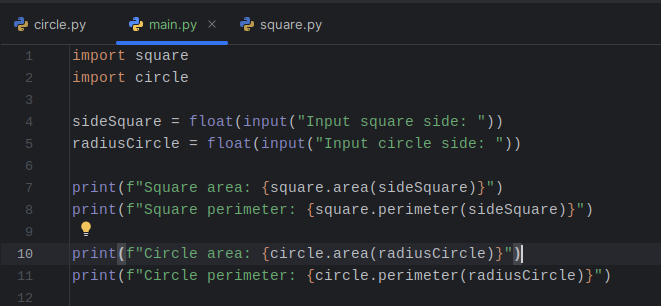 circle.py main.py × square.py
1 import square
2 import circle
3
4 sideSquare = float(input("Input square side: "))
5 radiusCircle = float(input("Input circle side: "))
6
7 print(f"Square area: {square.area(sideSquare)}")
8 print(f"Square perimeter: {square.perimeter(sideSquare)}")
9
10 print(f"Circle area: {circle.area(radiusCircle)}")
11 print(f"Circle perimeter: {circle.perimeter(radiusCircle)}")
12